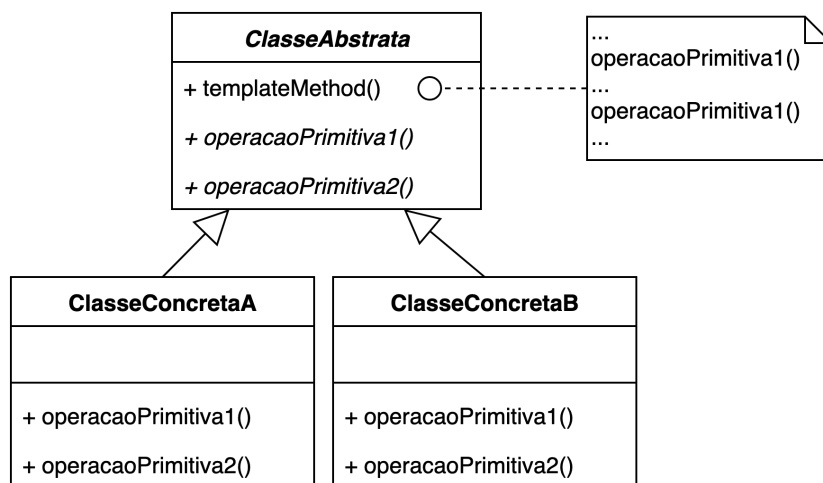 ClasseAbstrata
+ templateMethod()
+ operacaoPrimitiva1()
+ operacaoPrimitiva2()
...
operacaoPrimitiva1()
...
operacaoPrimitiva1()
...
ClasseConcretaA
+ operacaoPrimitiva1()
+ operacaoPrimitiva2()
ClasseConcretaB
+ operacaoPrimitiva1()
+ operacaoPrimitiva2()